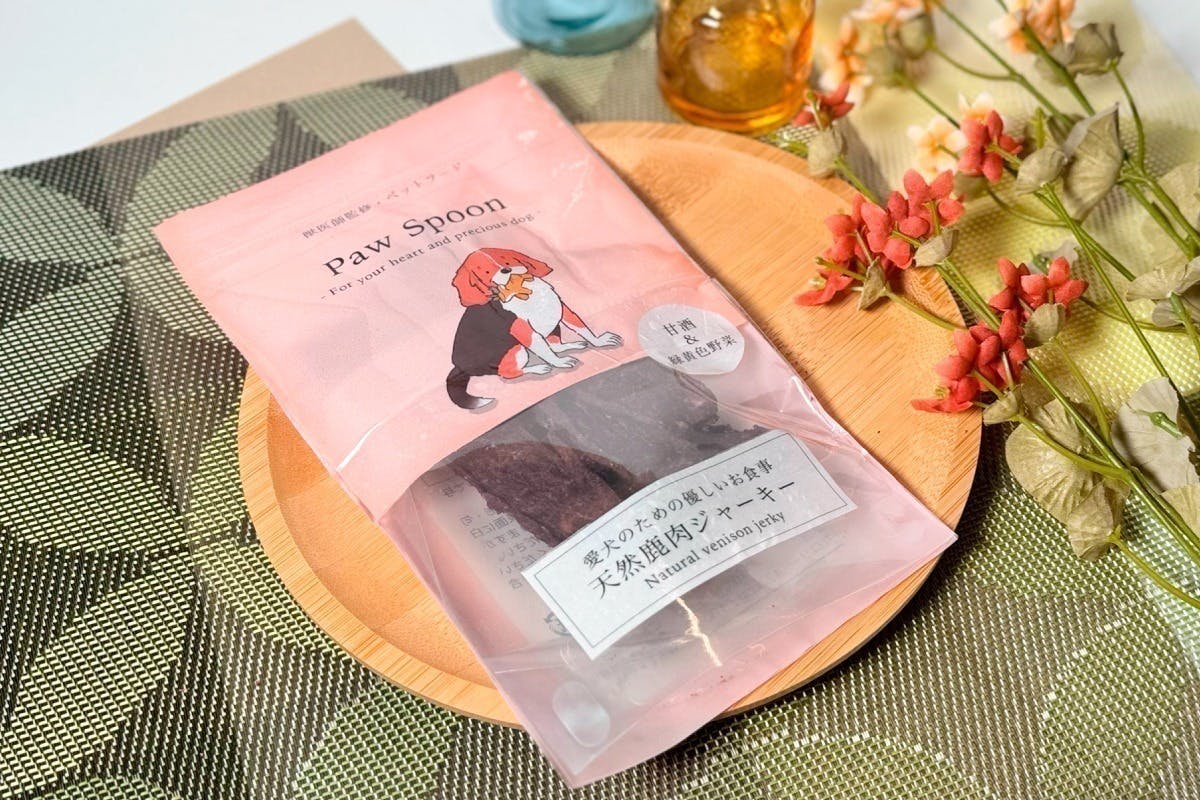 獣医師監修・ペットフード
Paw Spoon
- For your heart and precious dog -
甘酒
&
緑黄色野菜
愛犬のための優しいお食事
天然鹿肉ジャーキー
Natural venison jerky